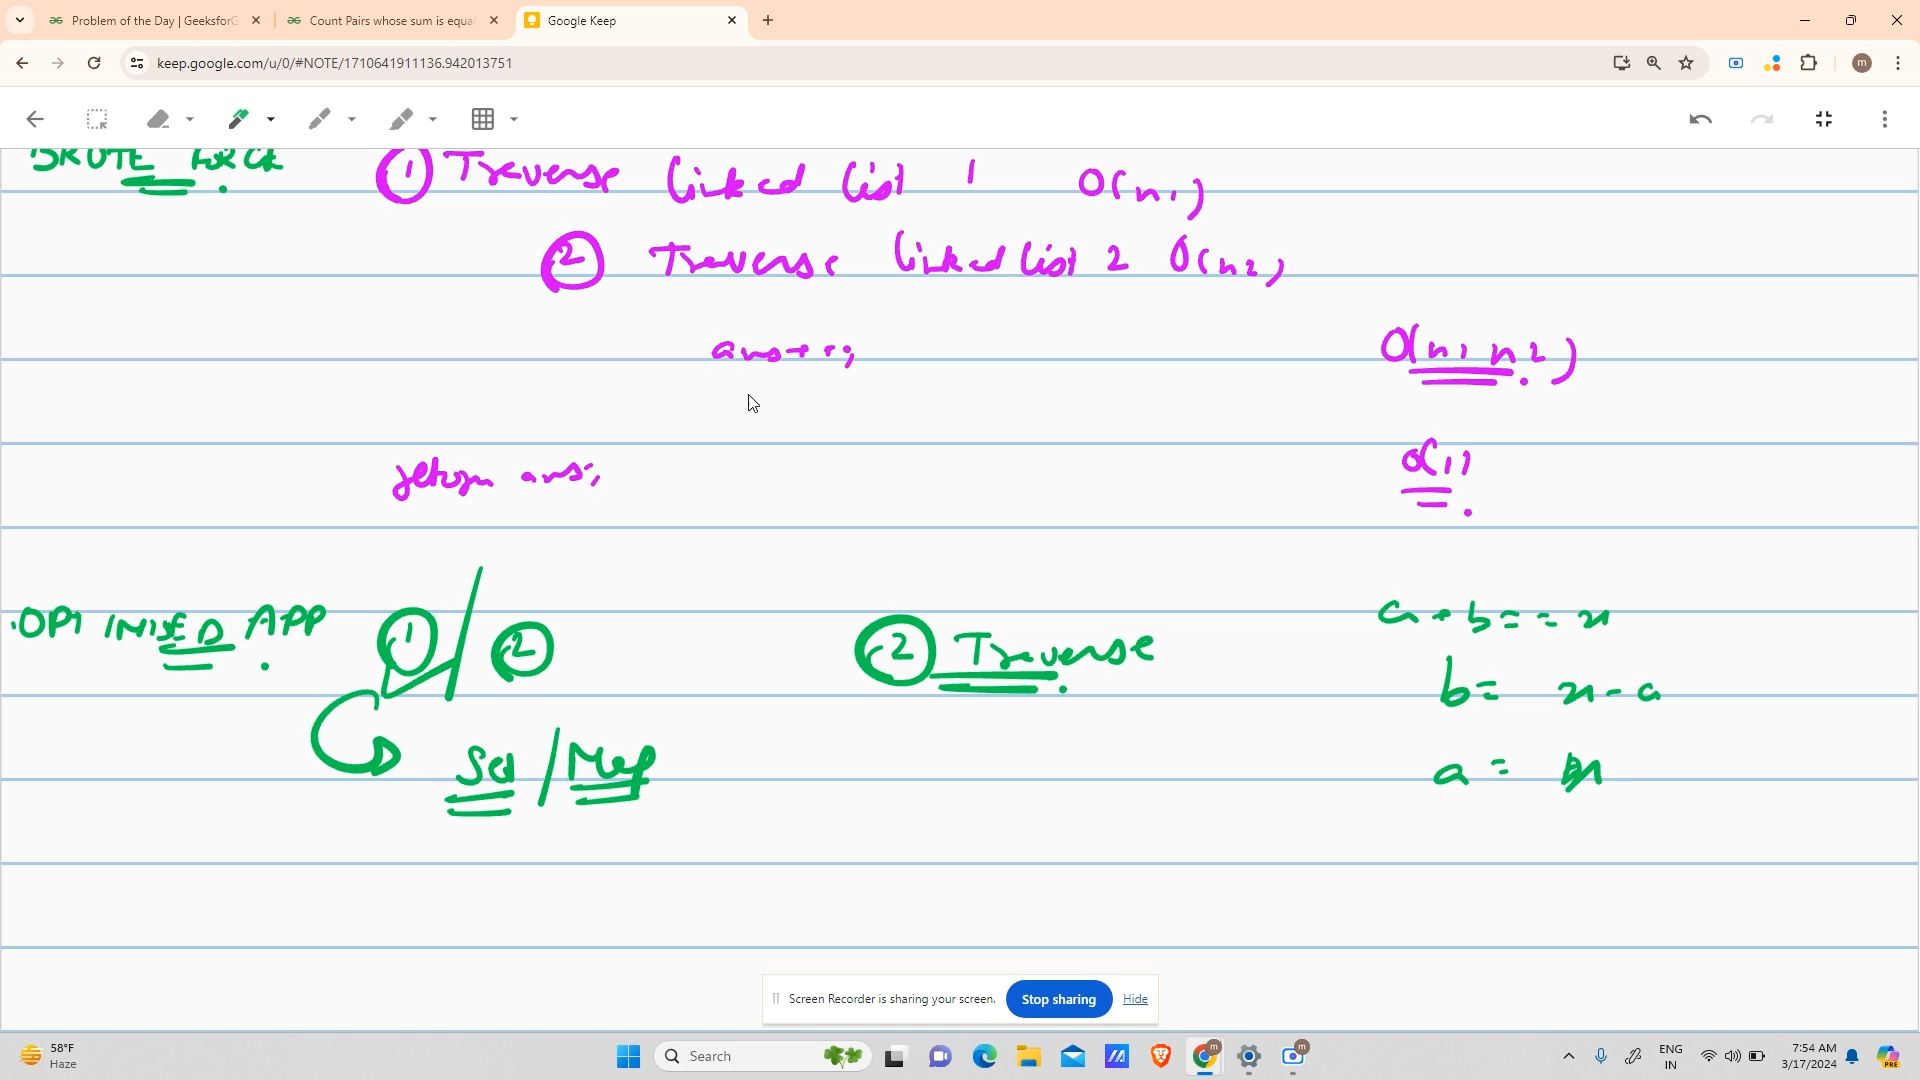 Problem of the Day | GeeksforG
Count Pairs whose sum is equa
Google Keep
keep.google.com/u/0/#NOTE/1710641911136.942013751
m
BRUTE FORCE
1 Traverse linked list 1 O(n1)
2 Traverse linked list 2 O(n2)
ans++;
O(n1 n2)
return ans;
O(1)
OPTIMISED APP
1 / 2
2 Traverse
a + b = = x
b = x - a
Set / Map
a =
Screen Recorder is sharing your screen.
Stop sharing
Hide
58°F
Haze
Search
ENG
IN
7:54 AM
3/17/2024